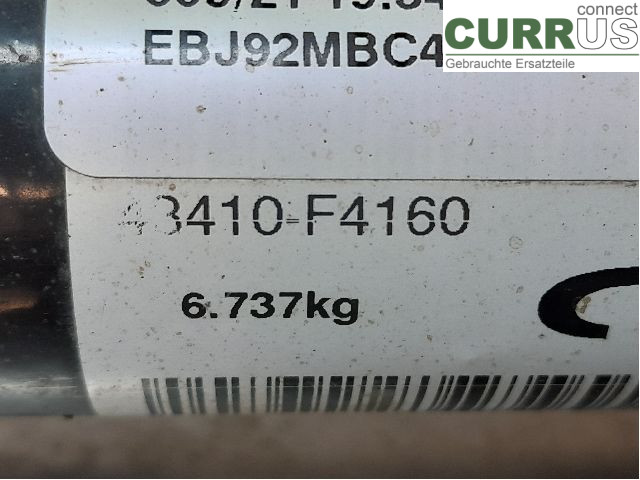 connect
CURRUS
Gebrauchte Ersatzteile
EBJ92MBC4
43410-F4160
6.737kg